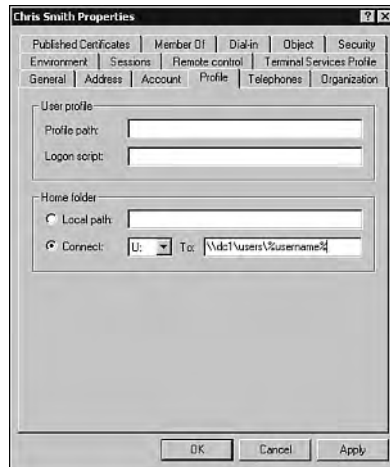 Chris Smith Properties
Published Certificates Member Of Dial-in Object Security
Environment Sessions Remote control Terminal Services Profile
General Address Account Profile Telephones Organization
User profile
Profile path:
Logon script:
Home folder
Local path:
Connect: U: To: \\dc1\users\%username%
OK Cancel Apply